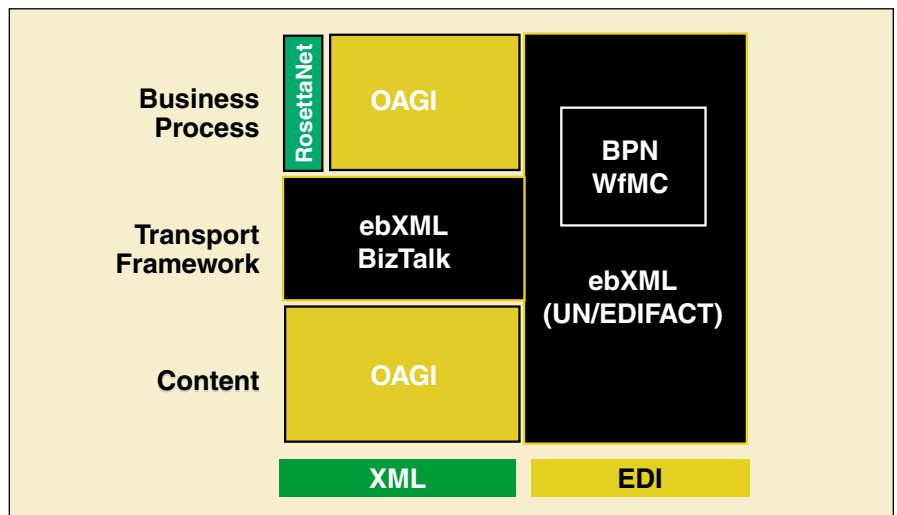 Business
Process
RosettaNet
OAGI
BPN
WfMC
Transport
Framework
ebXML
BizTalk
ebXML
(UN/EDIFACT)
Content
OAGI
XML
EDI